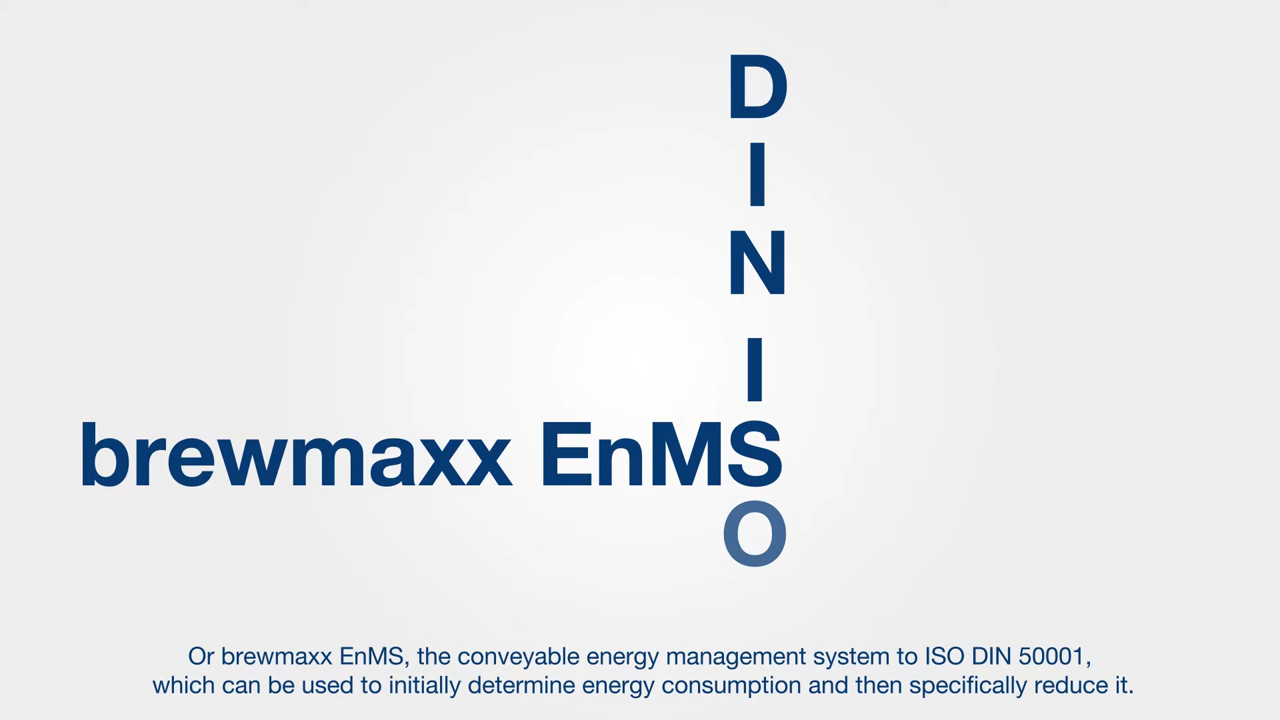 D
I
N
I
brewmaxx EnMS
O
Or brewmaxx EnMS, the conveyable energy management system to ISO DIN 50001,
which can be used to initially determine energy consumption and then specifically reduce it.